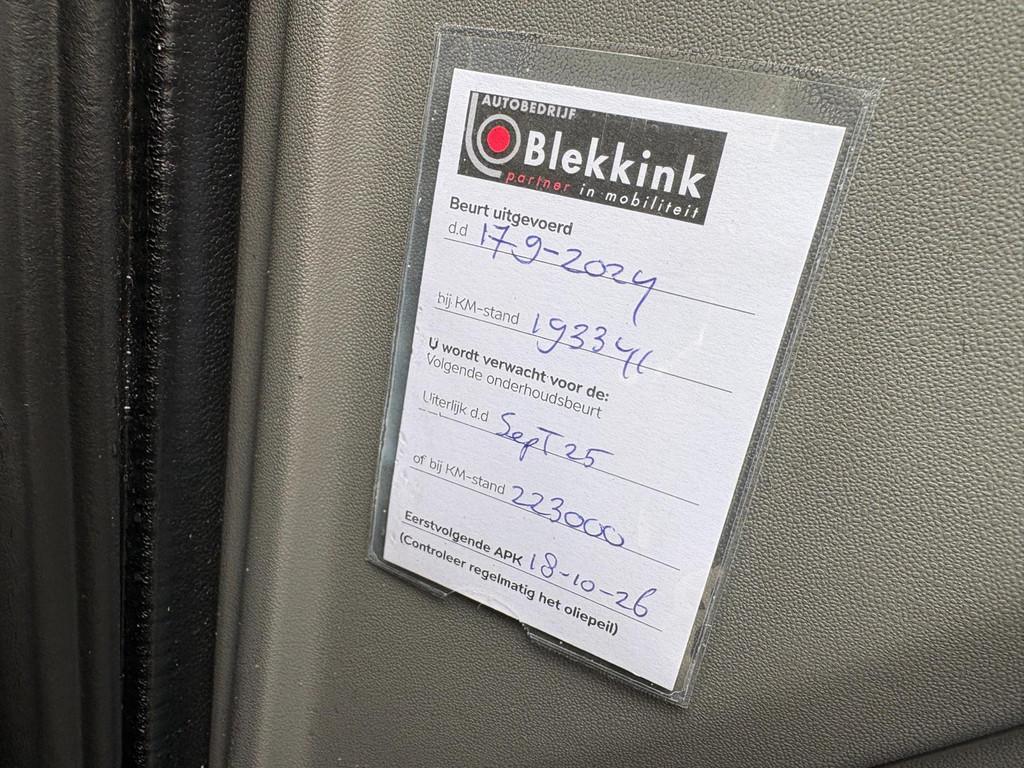 AUTOBEDRIJF
Blekkink
partner in mobiliteit
Beurt uitgevoerd
d.d 17-9-2024
bij KM-stand 193341
U wordt verwacht voor de:
Volgende onderhoudsbeurt
Uiterlijk d.d Sept 25
of bij KM-stand 223000
Eerstvolgende APK 18-10-26
(Controleer regelmatig het oliepeil)